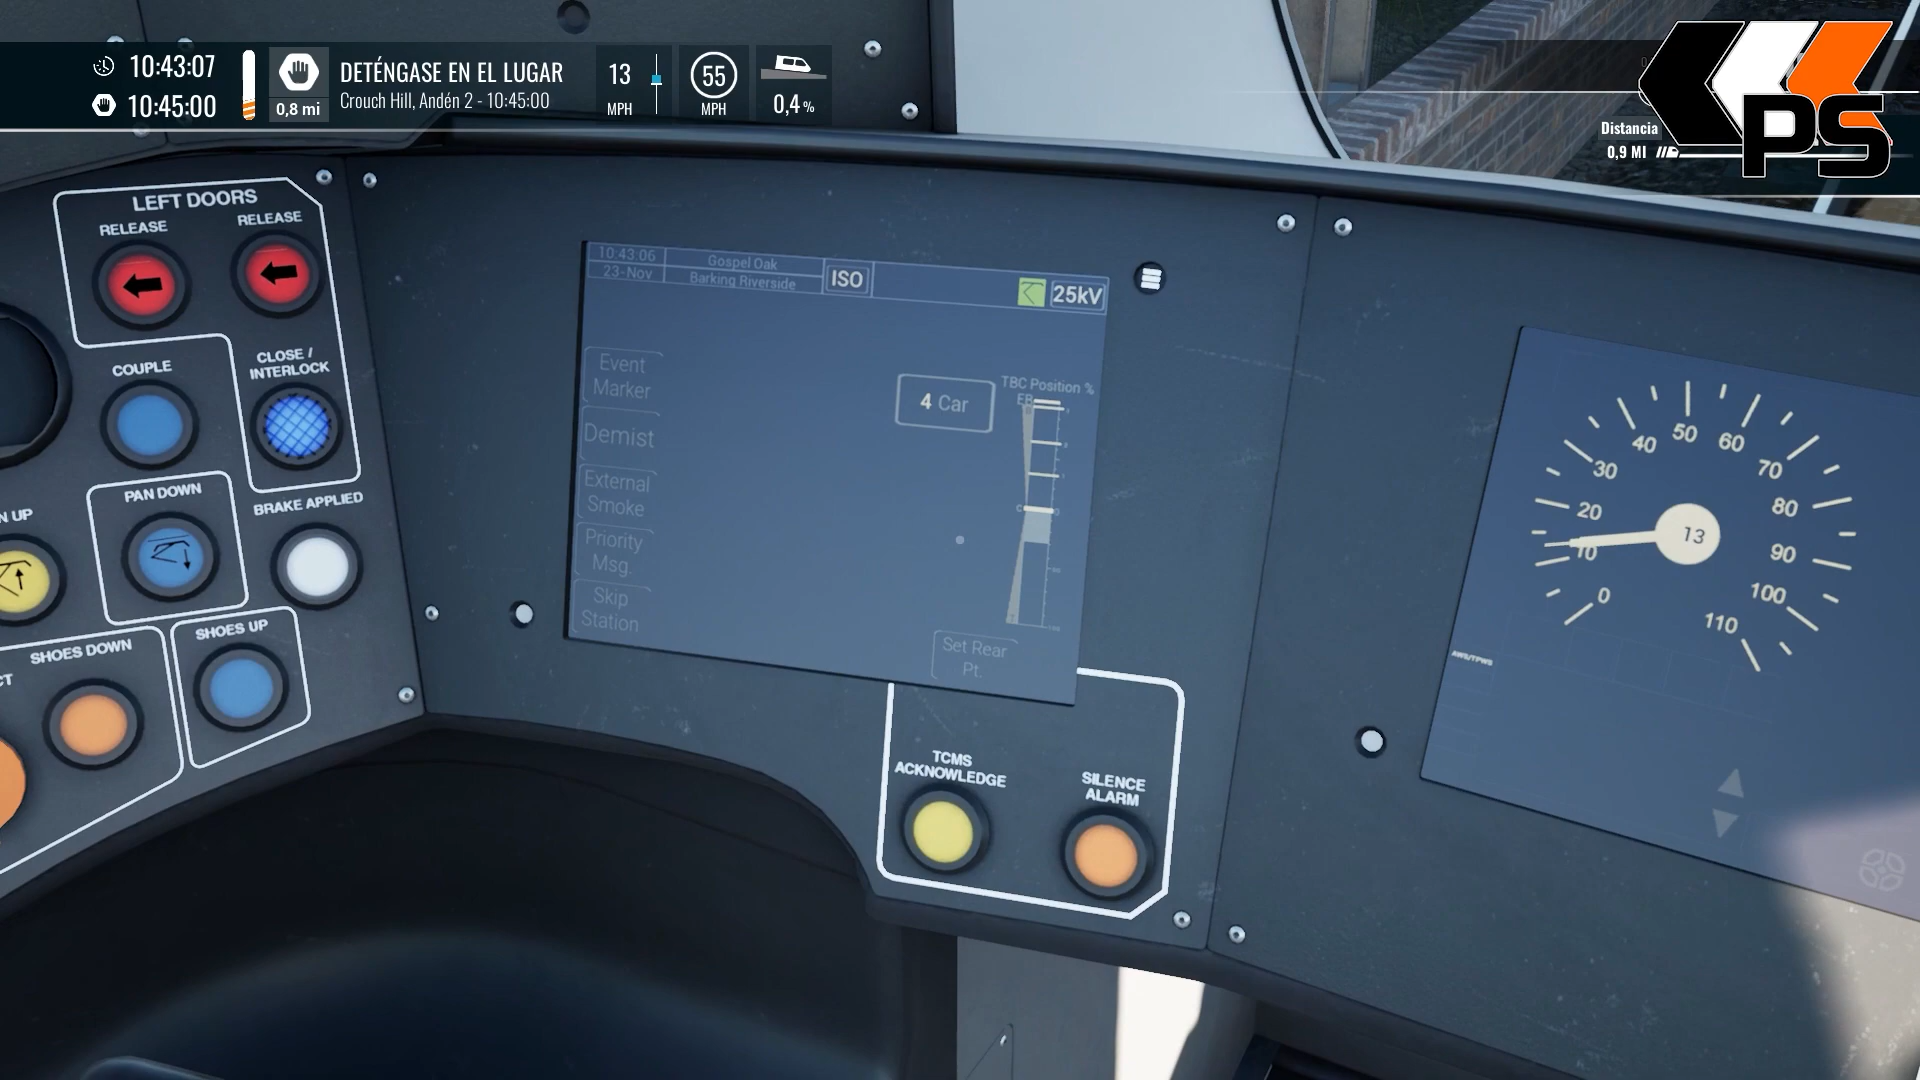 10:43:07
10:45:00
0,8 mi
DETÉNGASE EN EL LUGAR
Crouch Hill, Andén 2 - 10:45:00
13
MPH
55
MPH
0,4 %
Distancia
0,9 MI
PS
LEFT DOORS
RELEASE
RELEASE
COUPLE
CLOSE /
INTERLOCK
PAN DOWN
BRAKE APPLIED
N UP
SHOES DOWN
SHOES UP
CT
10:43:06
23-Nov
Gospel Oak
Barking Riverside
ISO
25kV
Event
Marker
Demist
External
Smoke
Priority
Msg.
Skip
Station
4 Car
TBC Position %
EB
Set Rear
Pt.
TCMS
ACKNOWLEDGE
SILENCE
ALARM
0
10
20
30
40
50
60
70
80
90
100
110
13
AWS/TPWS